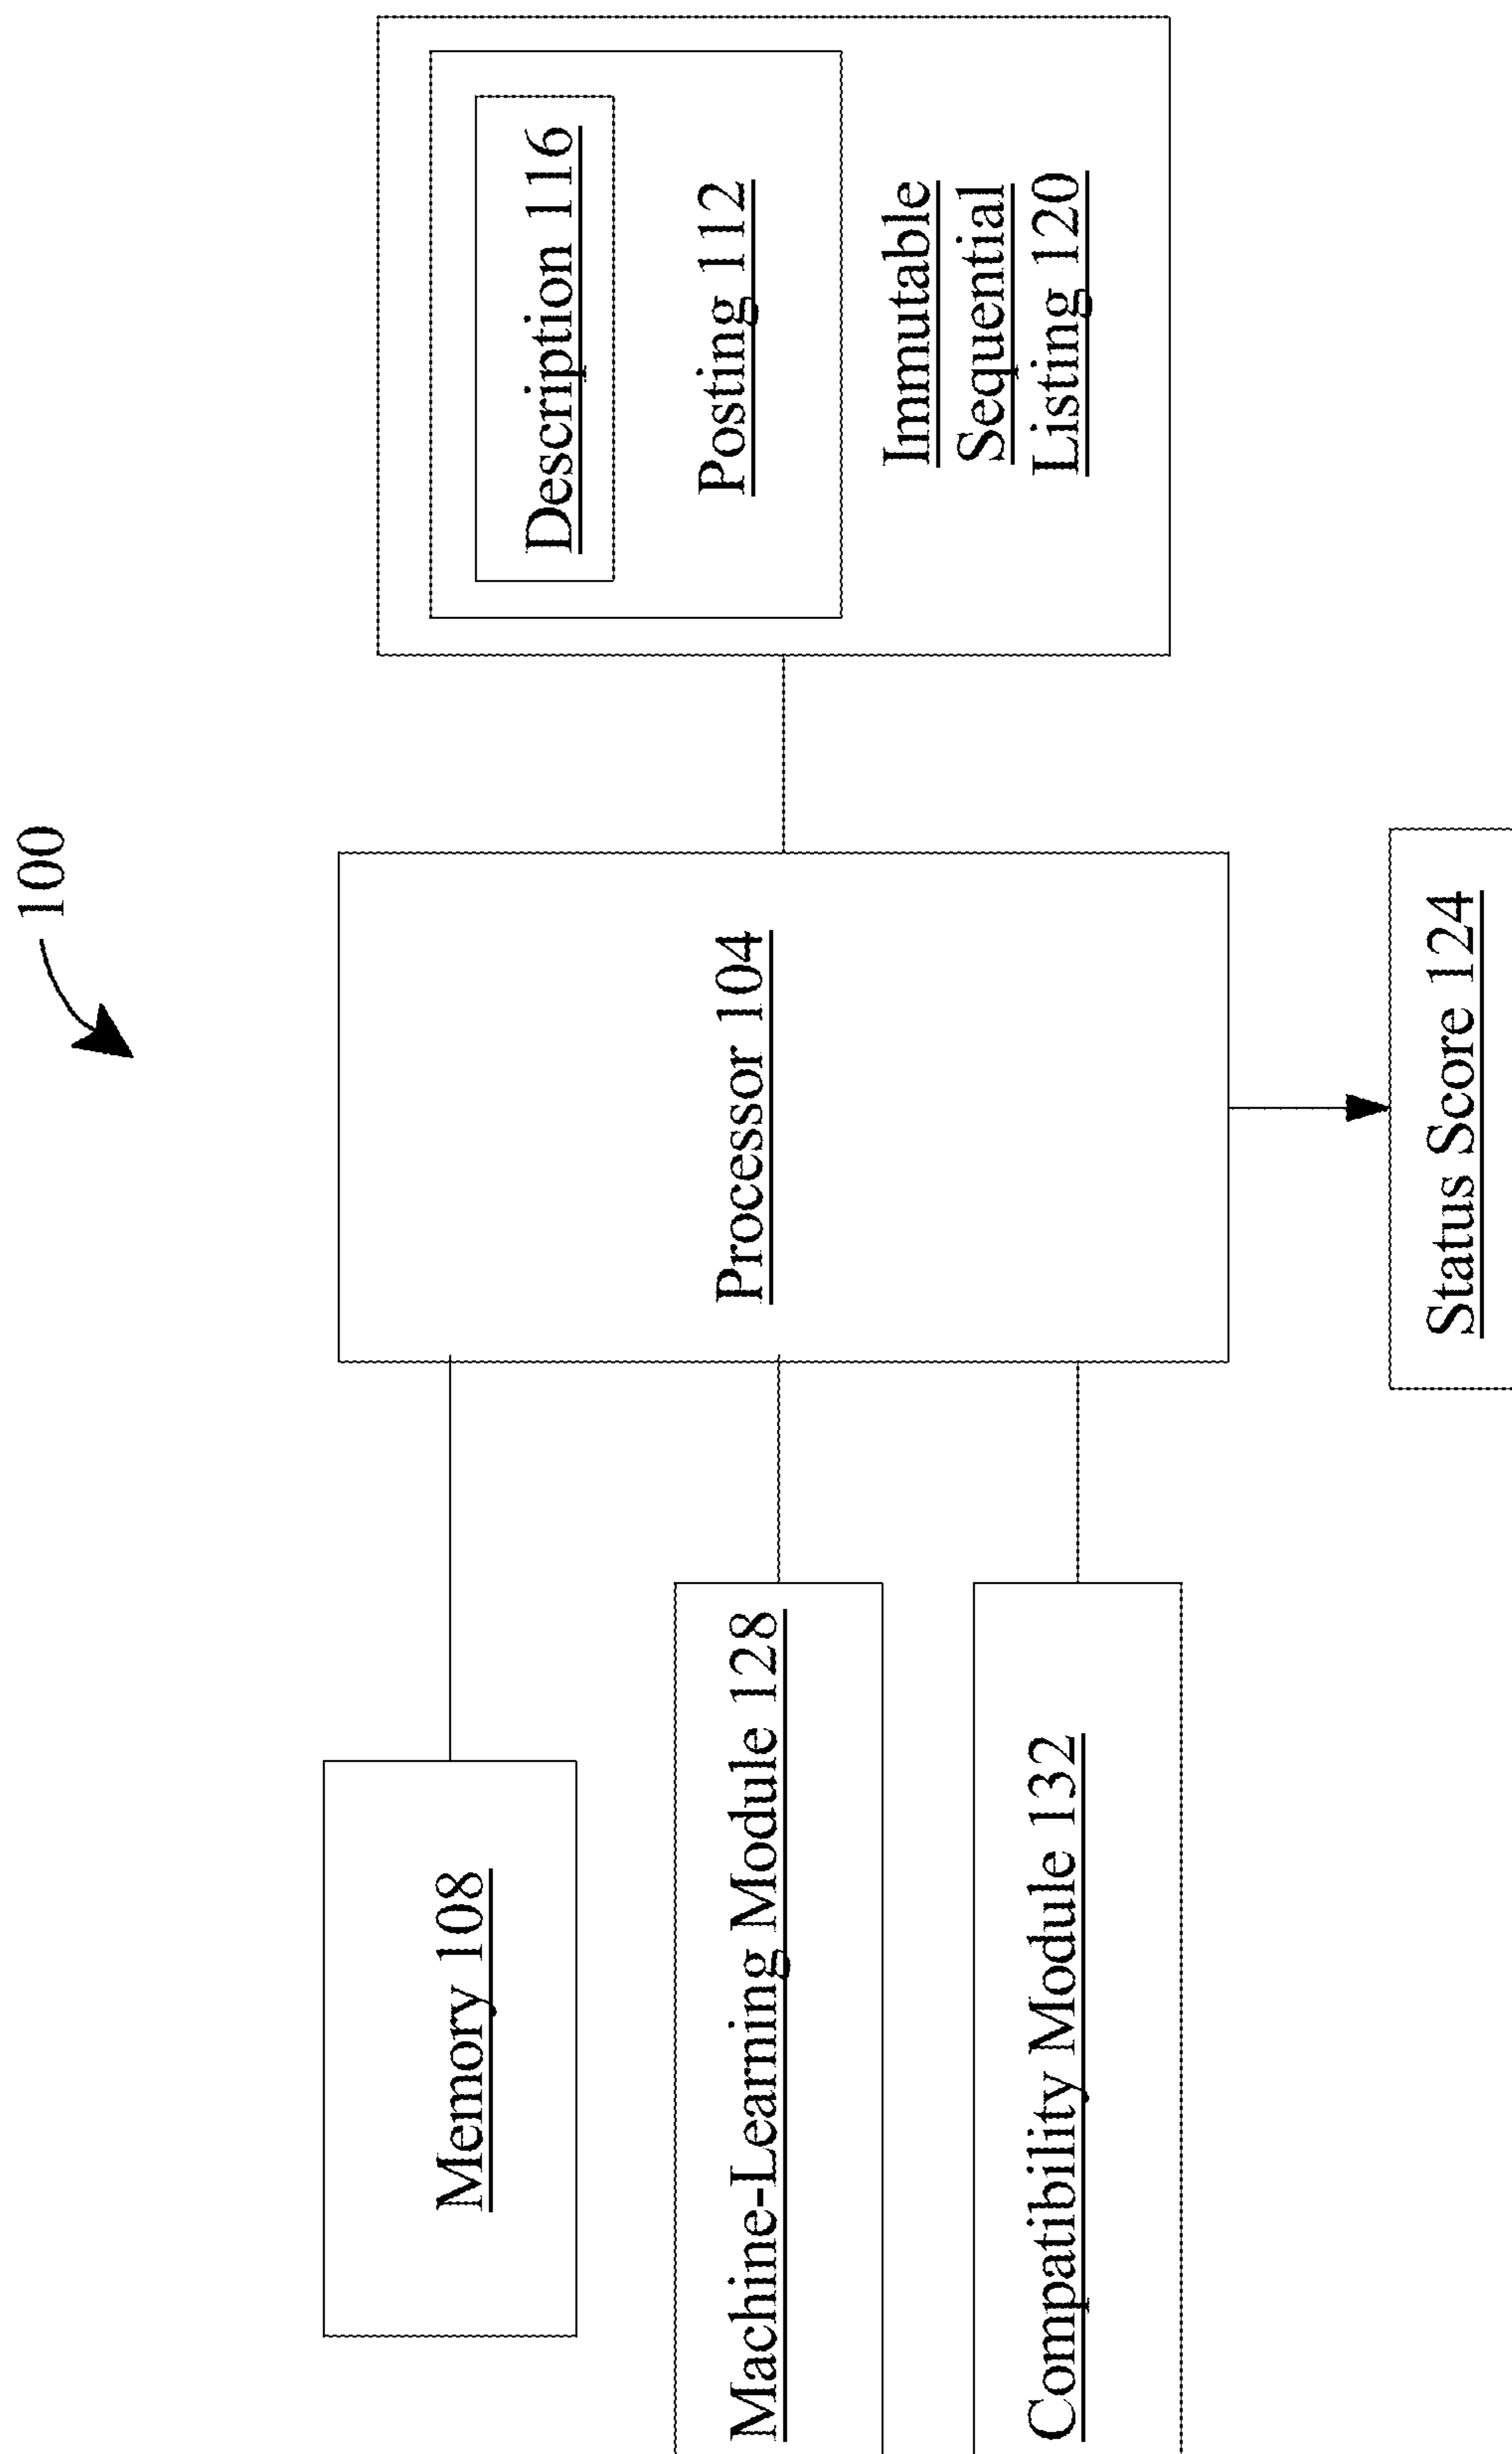 100
Memory 108
Machine-Learning Module 128
Compatibility Module 132
Processor 104
Description 116
Posting 112
Immutable
Sequential
Listing 120
Status Score 124